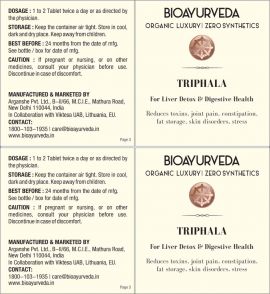 DOSAGE : 1 to 2 Tablet twice a day or as directed by
the physician.
STORAGE : Keep the container air tight. Store in cool,
dark and dry place. Keep away from children.
BEST BEFORE : 24 months from the date of mfg.
See bottle / box for date of mfg.
CAUTION : If pregnant or nursing, or on other
medicines, consult your physician before use.
Discontinue in case of discomfort.
MANUFACTURED & MARKETED BY
Arganshe Pvt. Ltd., B-II/66, M.C.I.E., Mathura Road,
New Delhi 110044, India
In Collaboration with Viktesa UAB, Lithuania, EU.
CONTACT:
1800-103-1935 | care@bioayurveda.in
www.bioayurveda.in
Page 3
BIOAYURVEDA
ORGANIC LUXURY | ZERO SYNTHETICS
TRIPHALA
For Liver Detox & Digestive Health
Reduces toxins, joint pain, constipation,
fat storage, skin disorders, stress
DOSAGE : 1 to 2 Tablet twice a day or as directed by
the physician.
STORAGE : Keep the container air tight. Store in cool,
dark and dry place. Keep away from children.
BEST BEFORE : 24 months from the date of mfg.
See bottle / box for date of mfg.
CAUTION : If pregnant or nursing, or on other
medicines, consult your physician before use.
Discontinue in case of discomfort.
MANUFACTURED & MARKETED BY
Arganshe Pvt. Ltd., B-II/66, M.C.I.E., Mathura Road,
New Delhi 110044, India
In Collaboration with Viktesa UAB, Lithuania, EU.
CONTACT:
1800-103-1935 | care@bioayurveda.in
www.bioayurveda.in
Page 3
BIOAYURVEDA
ORGANIC LUXURY | ZERO SYNTHETICS
TRIPHALA
For Liver Detox & Digestive Health
Reduces toxins, joint pain, constipation,
fat storage, skin disorders, stress